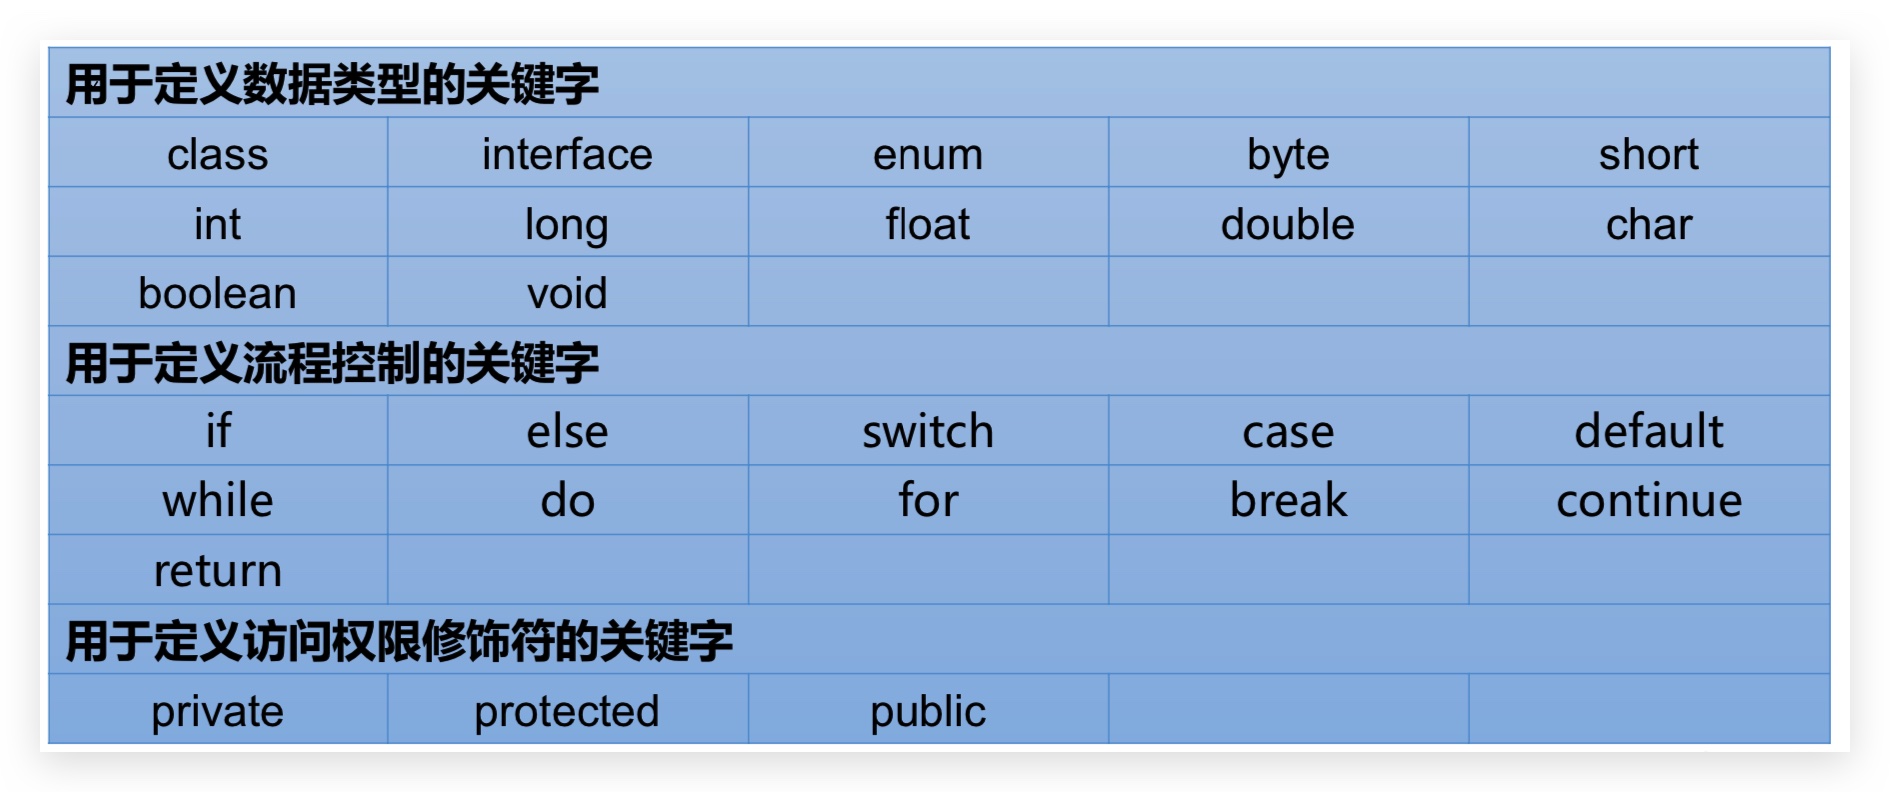 用于定义数据类型的关键字
class interface enum byte short
int long float double char
boolean void
用于定义流程控制的关键字
if else switch case default
while do for break continue
return
用于定义访问权限修饰符的关键字
private protected public